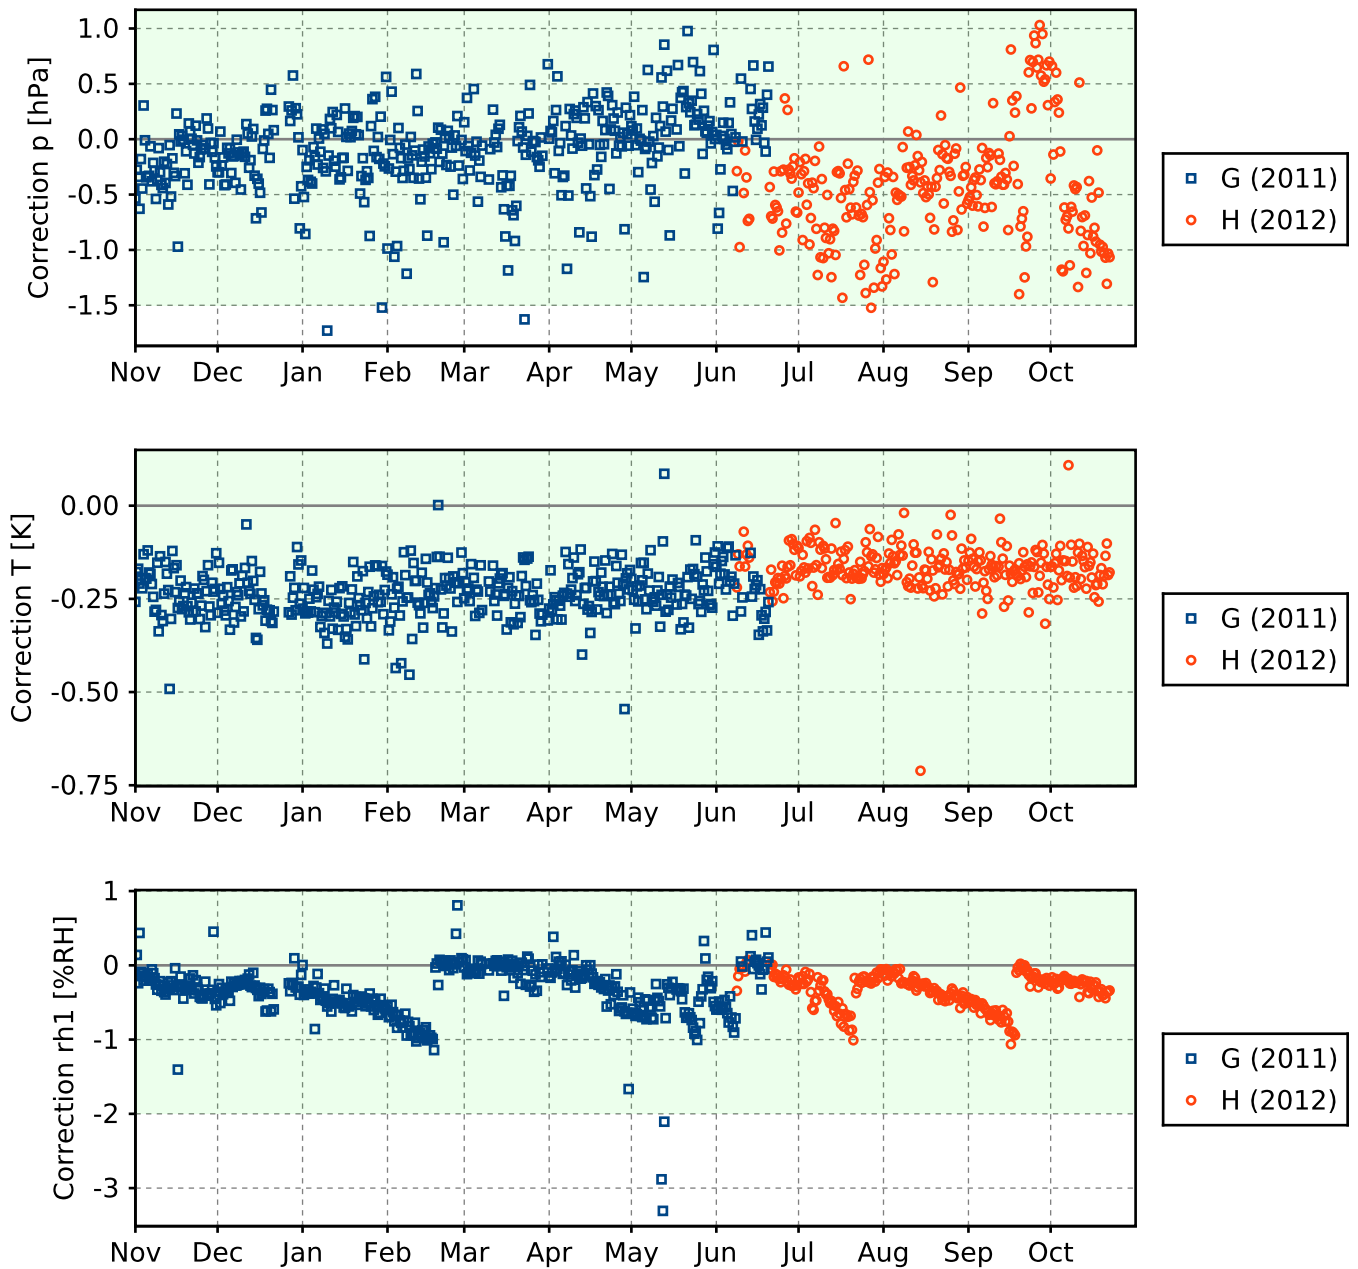 Correction p [hPa]
1.0
0.5
0.0
-0.5
-1.0
-1.5
Nov Dec Jan Feb Mar Apr May Jun Jul Aug Sep Oct
G (2011)
H (2012)
Correction T [K]
0.00
-0.25
-0.50
-0.75
Nov Dec Jan Feb Mar Apr May Jun Jul Aug Sep Oct
G (2011)
H (2012)
Correction rh1 [%RH]
1
0
-1
-2
-3
Nov Dec Jan Feb Mar Apr May Jun Jul Aug Sep Oct
G (2011)
H (2012)